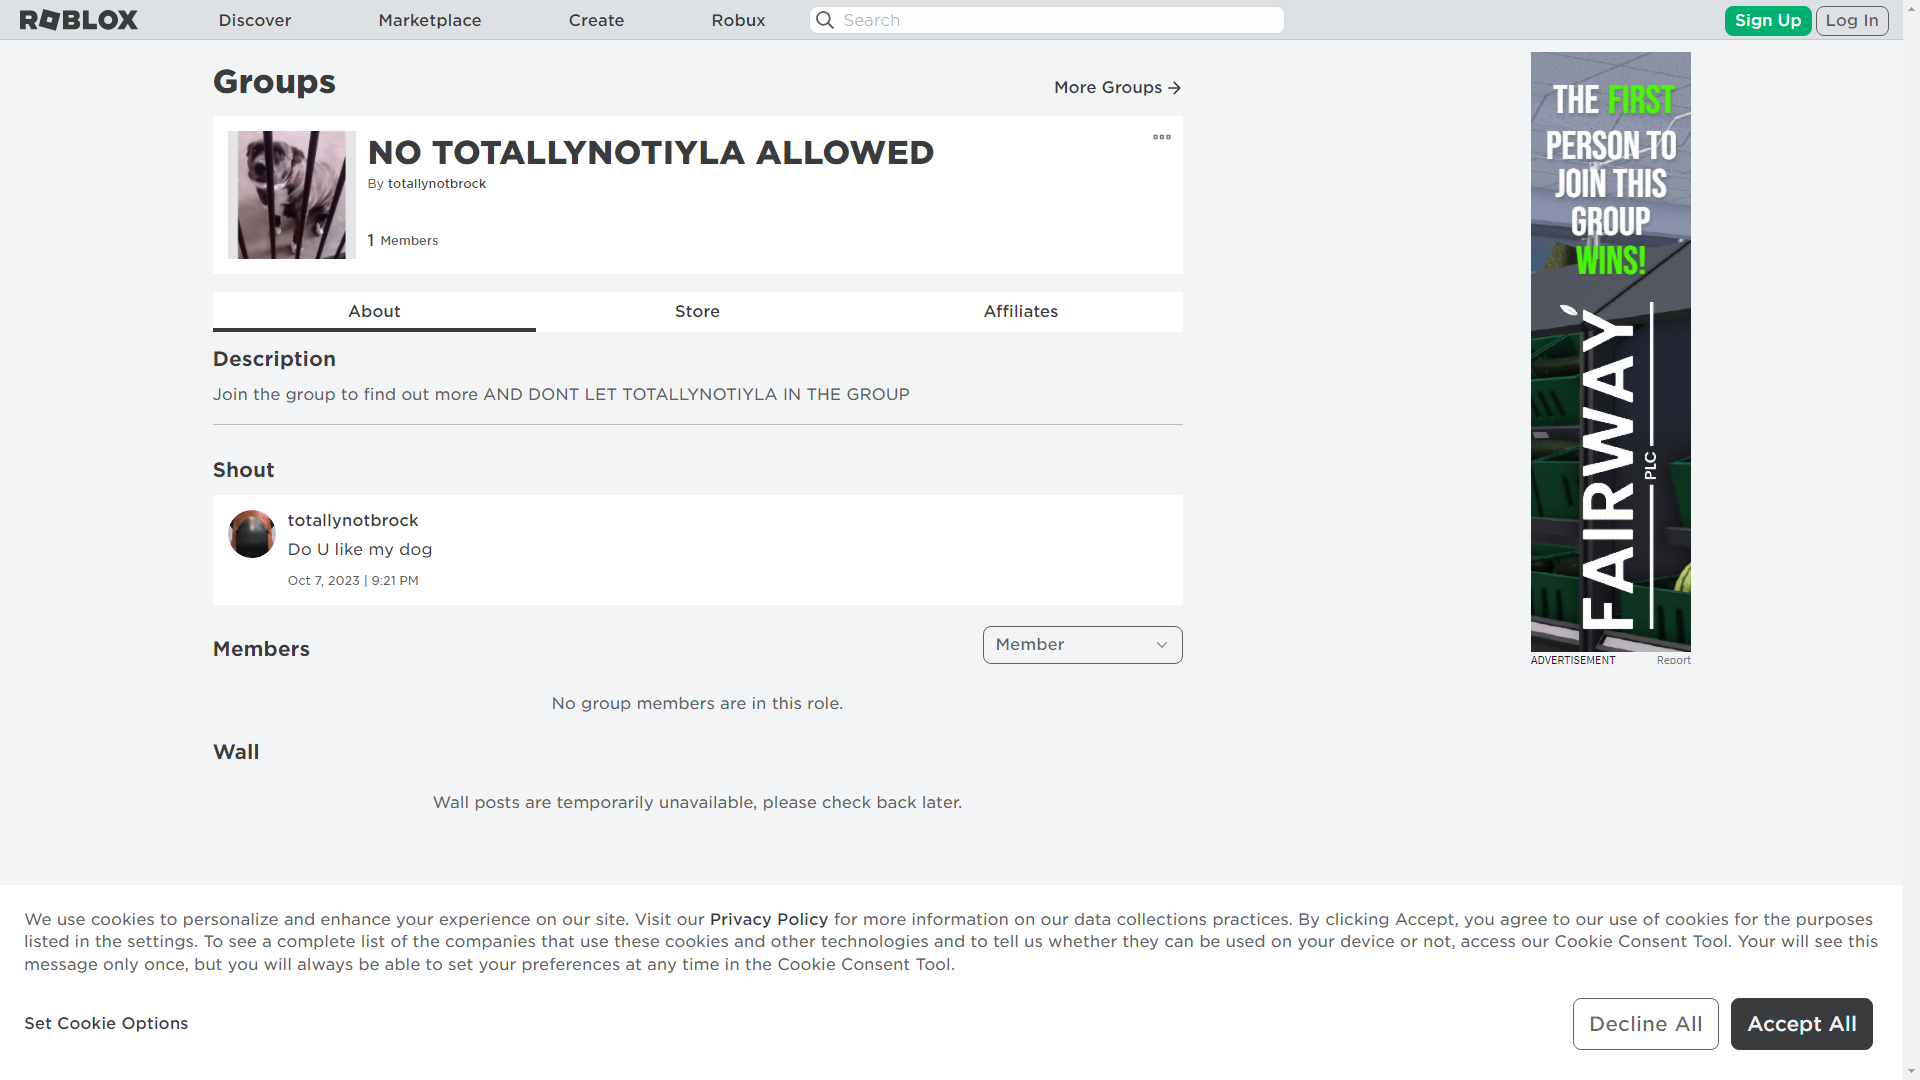 ROBLOX
Discover
Marketplace
Create
Robux
Search
Sign Up
Log In
Groups
More Groups
NO TOTALLYNOTIYLA ALLOWED
By totallynotbrock
1 Members
About
Store
Affiliates
Description
Join the group to find out more AND DONT LET TOTALLYNOTIYLA IN THE GROUP
Shout
totallynotbrock
Do U like my dog
Oct 7, 2023 | 9:21 PM
Members
Member
No group members are in this role.
Wall
Wall posts are temporarily unavailable, please check back later.
THE FIRST
PERSON TO
JOIN THIS
GROUP
WINS!
FAIRWAY
PLC
ADVERTISEMENT
Report
We use cookies to personalize and enhance your experience on our site. Visit our Privacy Policy for more information on our data collections practices. By clicking Accept, you agree to our use of cookies for the purposes
listed in the settings. To see a complete list of the companies that use these cookies and other technologies and to tell us whether they can be used on your device or not, access our Cookie Consent Tool. Your will see this
message only once, but you will always be able to set your preferences at any time in the Cookie Consent Tool.
Set Cookie Options
Decline All
Accept All